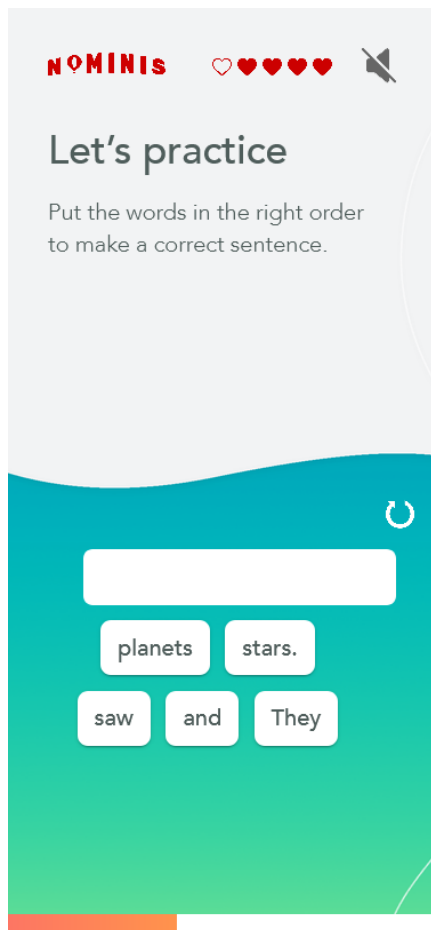 NOMINIS
Let’s practice
Put the words in the right order
to make a correct sentence.
planets stars.
saw and They